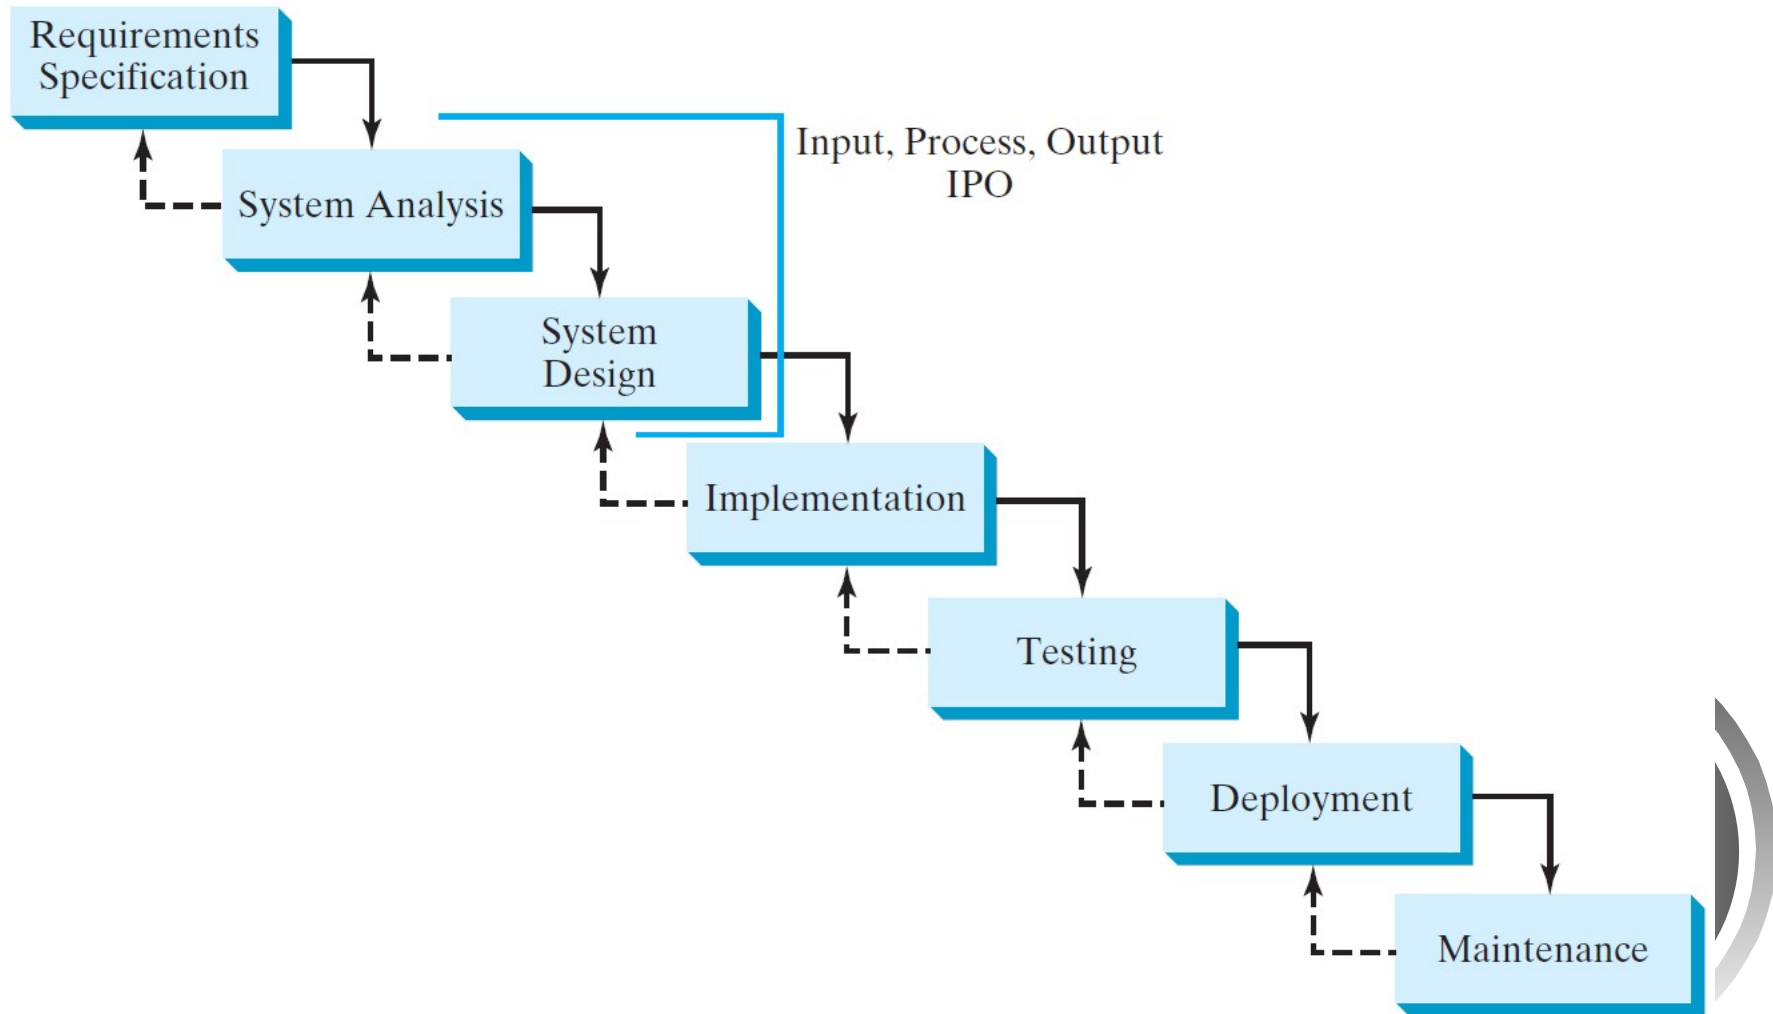 Requirements
Specification
Input, Process, Output
IPO
System Analysis
System
Design
Implementation
Testing
Deployment
Maintenance